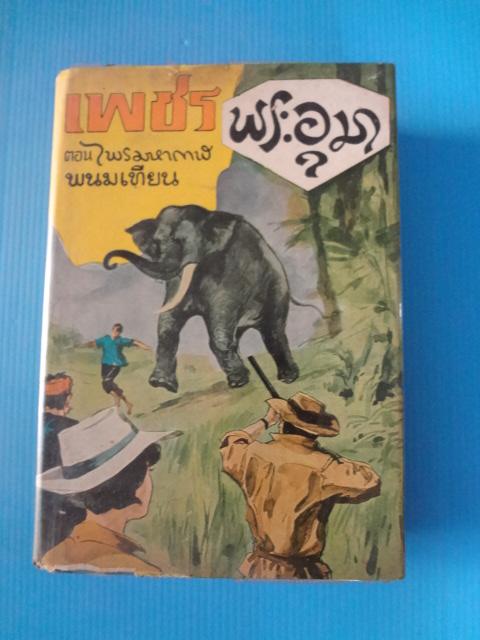 เพชร พระอุมา
ตอน ไพรมหากาฬ
พนมเทียน